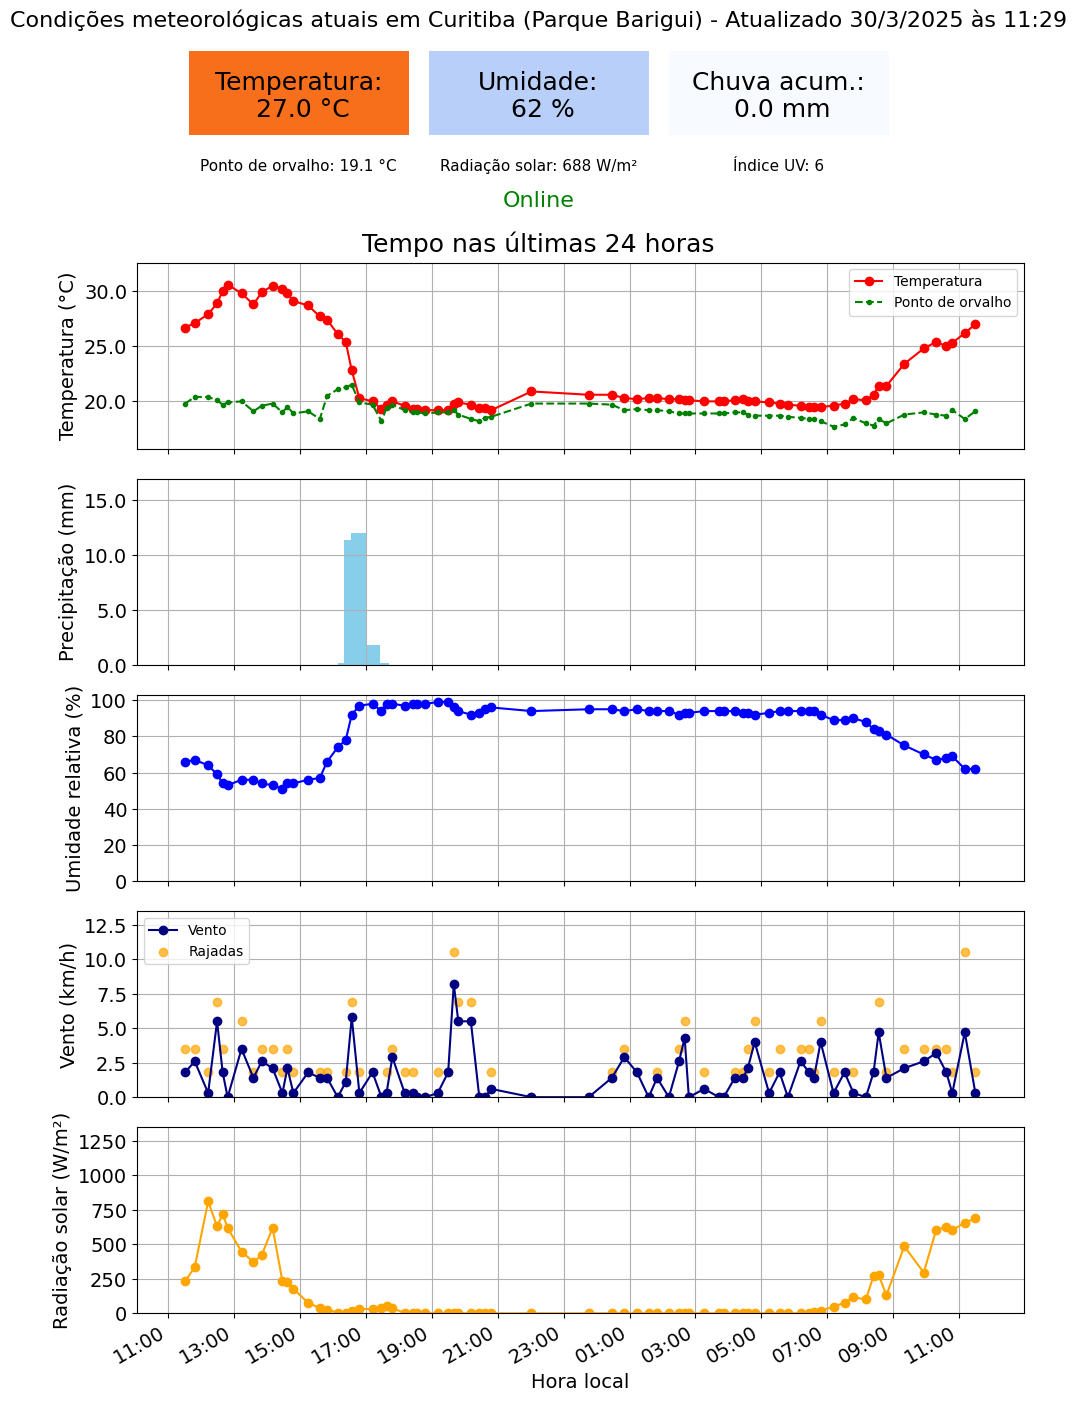 Condições meteorológicas atuais em Curitiba (Parque Barigui) - Atualizado 30/3/2025 às 11:29
Temperatura:
27.0 °C
Umidade:
62 %
Chuva acum.:
0.0 mm
Ponto de orvalho: 19.1 °C
Radiação solar: 688 W/m²
Índice UV: 6
Online
Tempo nas últimas 24 horas
Temperatura (°C)
30.0
25.0
20.0
Temperatura
Ponto de orvalho
Precipitação (mm)
15.0
10.0
5.0
0.0
Umidade relativa (%)
100
80
60
40
20
0
Vento (km/h)
12.5
10.0
7.5
5.0
2.5
0.0
Vento
Rajadas
Radiação solar (W/m²)
1250
1000
750
500
250
0
11:00
13:00
15:00
17:00
19:00
21:00
23:00
01:00
03:00
05:00
07:00
09:00
11:00
Hora local